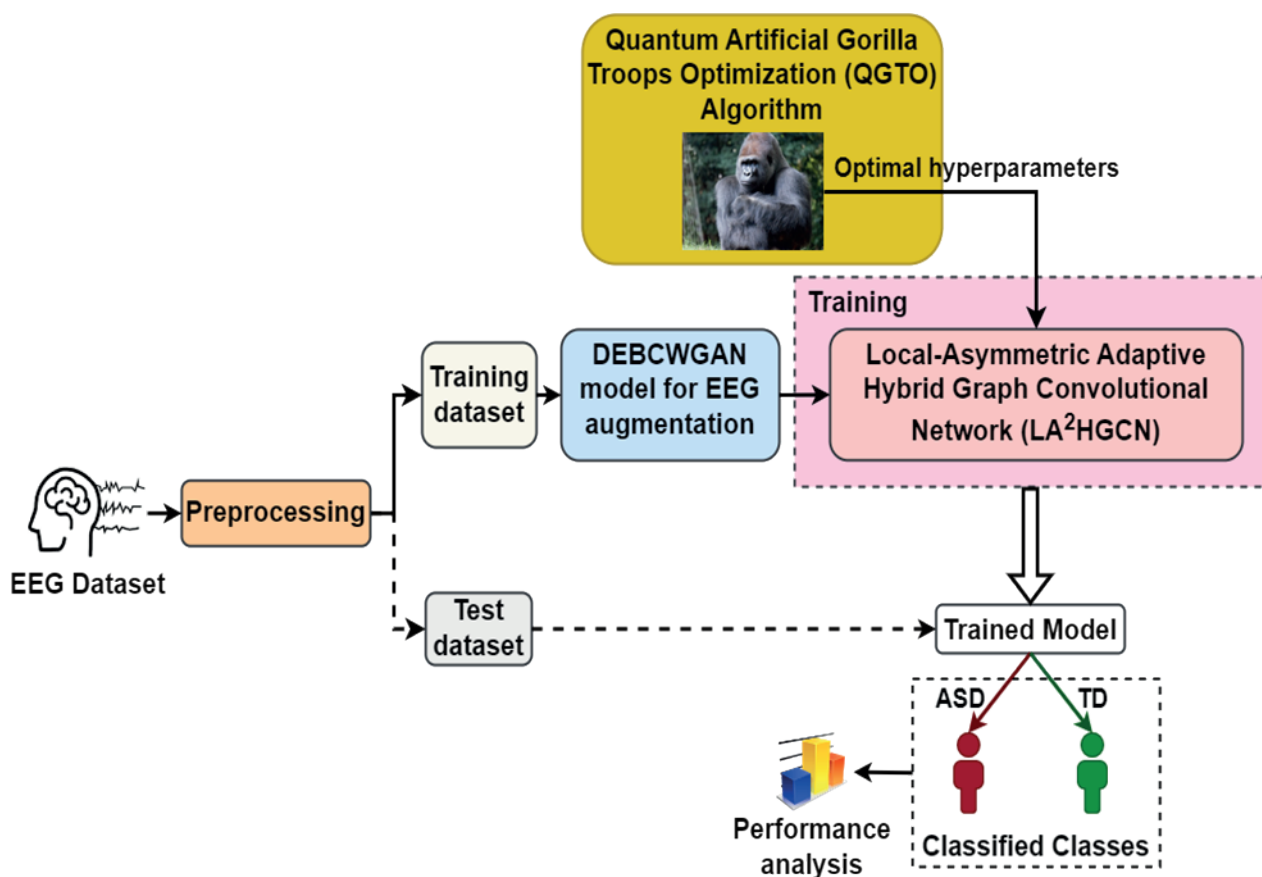 Quantum Artificial Gorilla
Troops Optimization (QGTO)
Algorithm
Optimal hyperparameters
Training
Training
dataset
DEBCWGAN
model for EEG
augmentation
Local-Asymmetric Adaptive
Hybrid Graph Convolutional
Network (LA²HGCN)
Preprocessing
EEG Dataset
Test
dataset
Trained Model
ASD
TD
Performance
analysis
Classified Classes